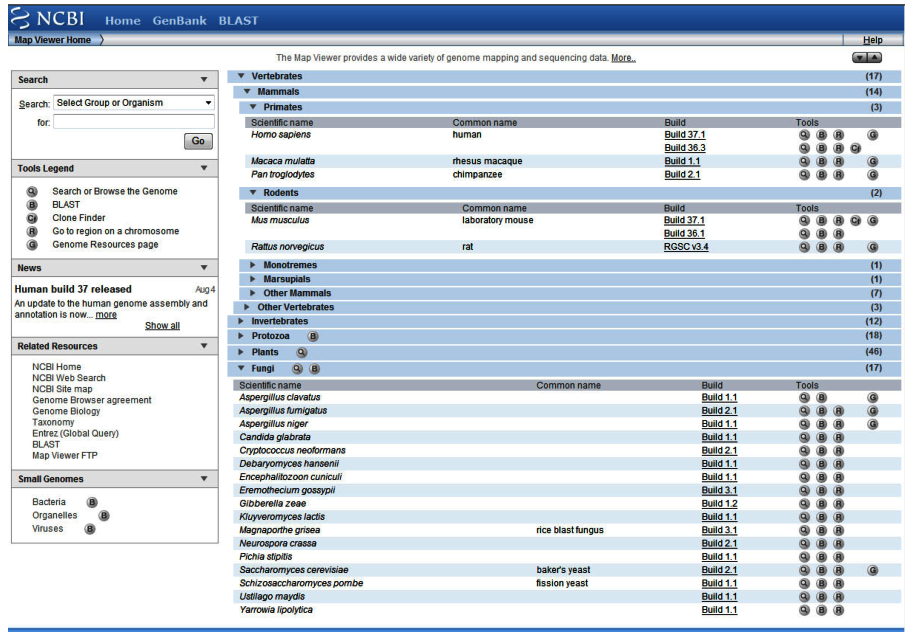 NCBI Home GenBank BLAST
Map Viewer Home Help
The Map Viewer provides a wide variety of genome mapping and sequencing data. More..
Search
Search: Select Group or Organism
for:
Go
Tools Legend
Q Search or Browse the Genome
B BLAST
C Clone Finder
R Go to region on a chromosome
G Genome Resources page
News
Human build 37 released Aug 4
An update to the human genome assembly and
annotation is now... more
Show all
Related Resources
NCBI Home
NCBI Web Search
NCBI Site map
Genome Browser agreement
Genome Biology
Taxonomy
Entrez (Global Query)
BLAST
Map Viewer FTP
Small Genomes
Bacteria B
Organelles B
Viruses B
Vertebrates (17)
Mammals (14)
Primates (3)
Scientific name Common name Build Tools
Homo sapiens human Build 37.1 Q B R G
Build 36.3 Q B R C
Macaca mulatta rhesus macaque Build 1.1 Q B R G
Pan troglodytes chimpanzee Build 2.1 Q B R G
Rodents (2)
Scientific name Common name Build Tools
Mus musculus laboratory mouse Build 37.1 Q B R C G
Build 36.1 Q B R
Rattus norvegicus rat RGSC v3.4 Q B R G
Monotremes (1)
Marsupials (1)
Other Mammals (7)
Other Vertebrates (3)
Invertebrates (12)
Protozoa B (18)
Plants Q (46)
Fungi Q B (17)
Scientific name Common name Build Tools
Aspergillus clavatus Build 1.1 Q B G
Aspergillus fumigatus Build 2.1 Q B R G
Aspergillus niger Build 1.1 Q B R G
Candida glabrata Build 1.1 Q B R
Cryptococcus neoformans Build 2.1 Q B R
Debaryomyces hansenii Build 1.1 Q B R
Encephalitozoon cuniculi Build 1.1 Q B R
Eremothecium gossypii Build 3.1 Q B R
Gibberella zeae Build 1.2 Q B R
Kluyveromyces lactis Build 1.1 Q B R
Magnaporthe grisea rice blast fungus Build 3.1 Q B R
Neurospora crassa Build 2.1 Q B R
Pichia stipitis Build 1.1 Q B R
Saccharomyces cerevisiae baker's yeast Build 2.1 Q B R G
Schizosaccharomyces pombe fission yeast Build 1.1 Q B R
Ustilago maydis Build 1.1 Q B R
Yarrowia lipolytica Build 1.1 Q B R